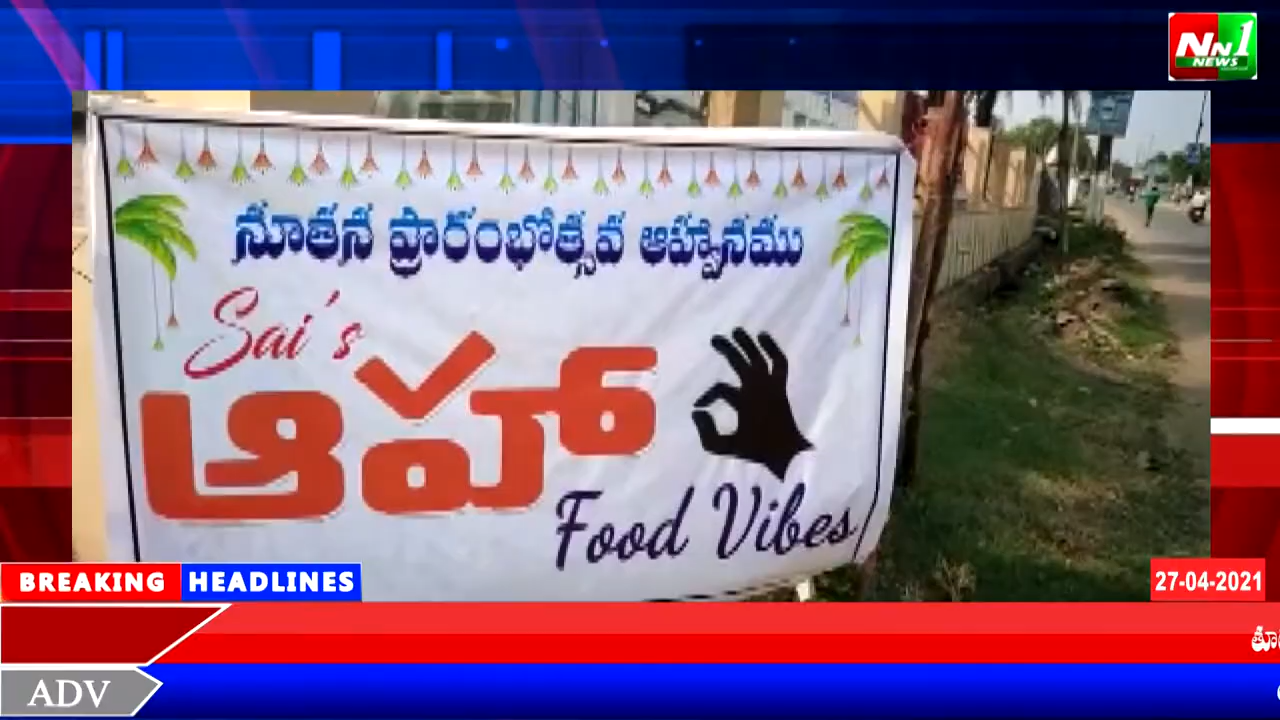 NN1
NEWS
నూతన ప్రారంభోత్సవ ఆహ్వానము
Sai's
ఆహా
Food Vibes
BREAKING HEADLINES
27-04-2021
ADV